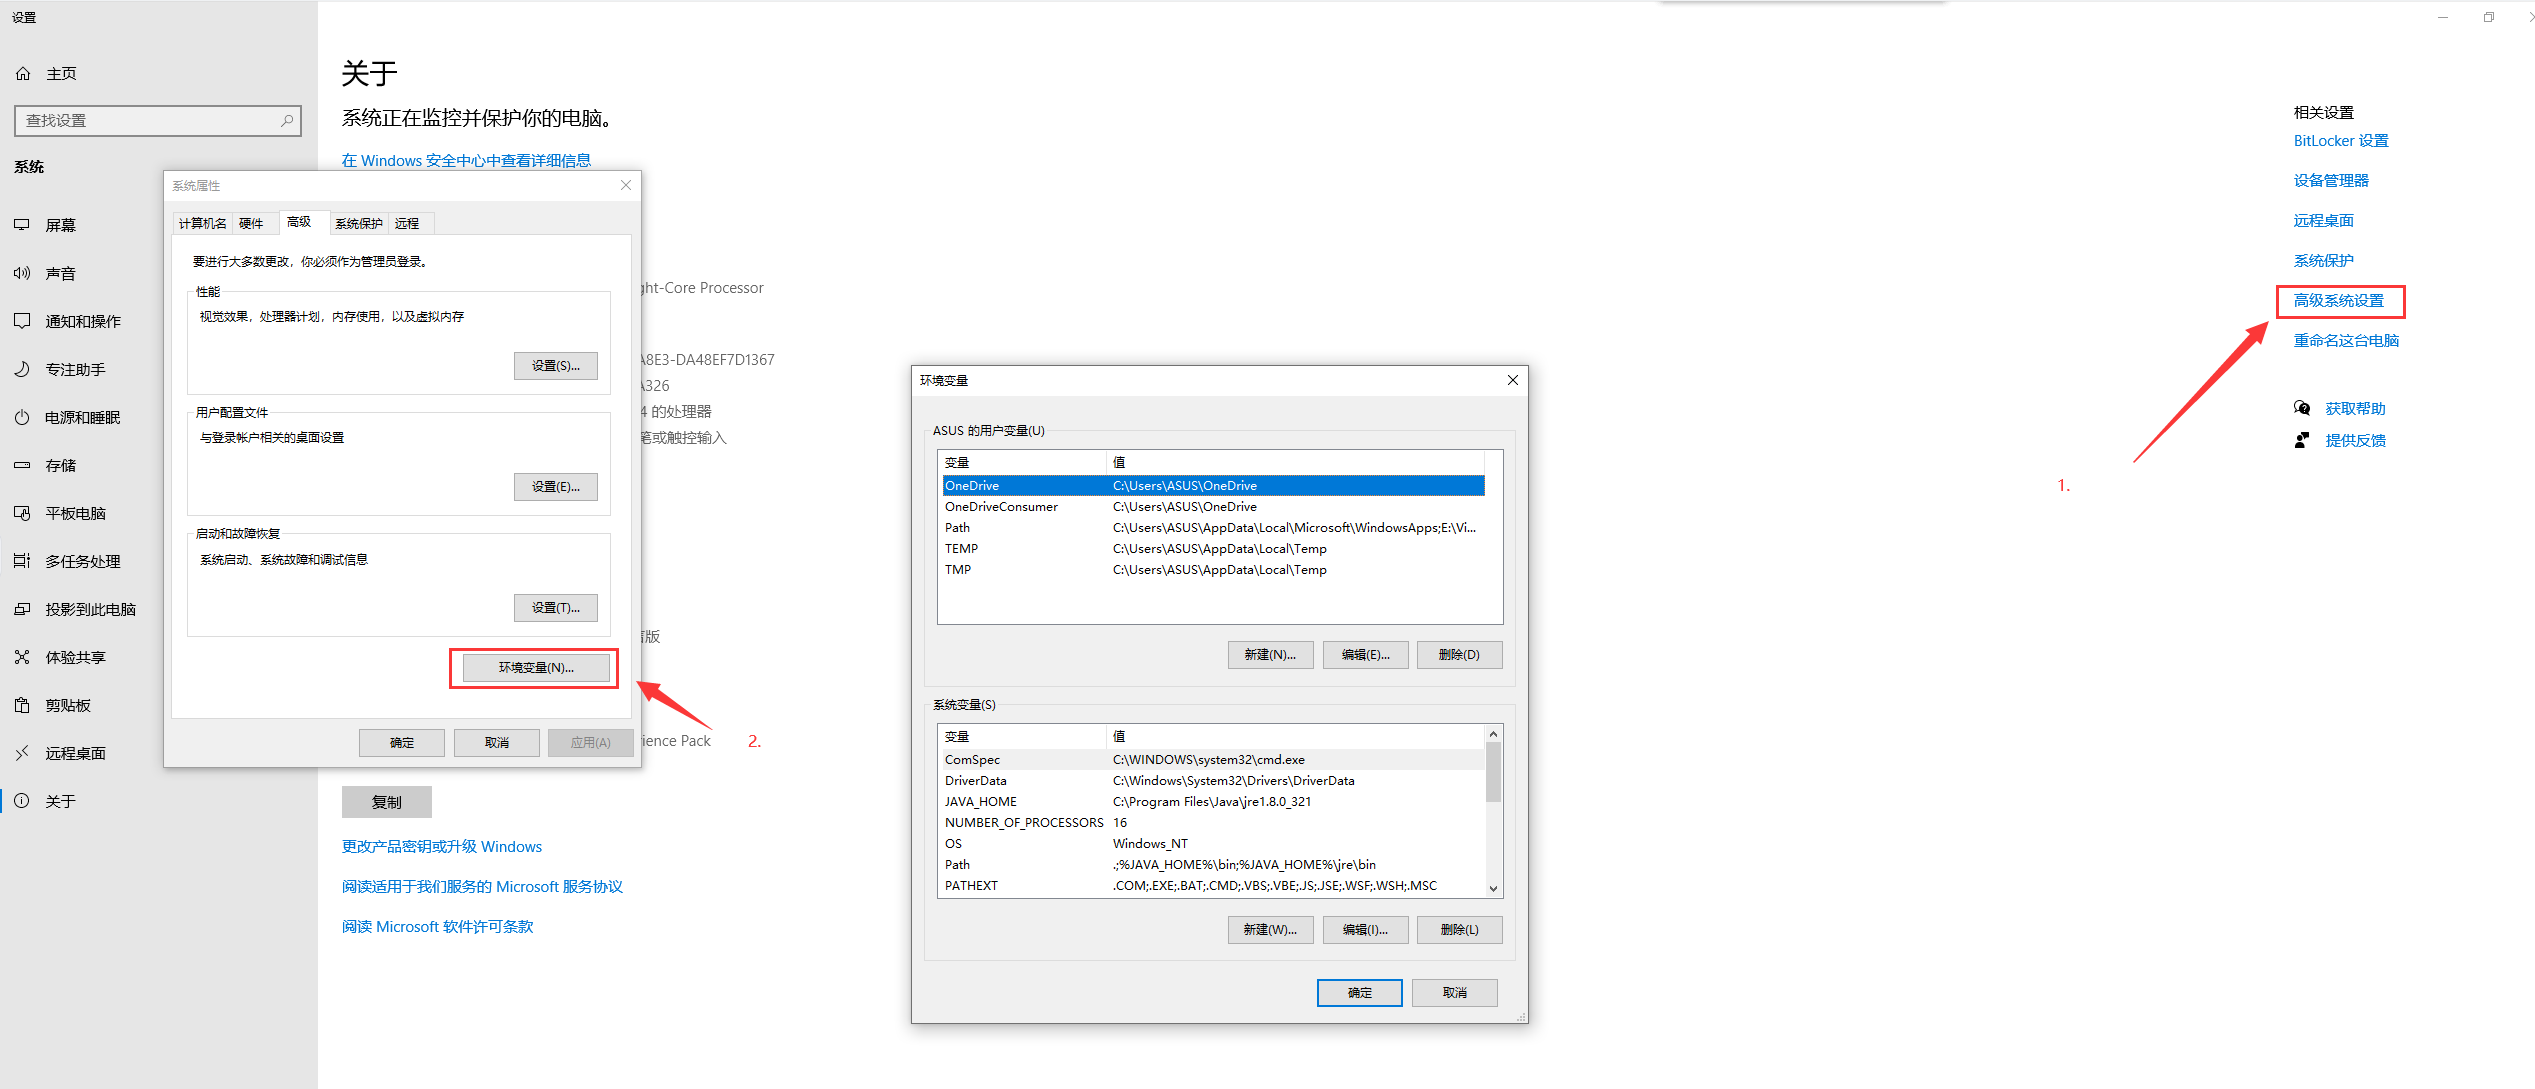 设置
主页
查找设置
系统
屏幕
声音
通知和操作
专注助手
电源和睡眠
存储
平板电脑
多任务处理
投影到此电脑
体验共享
剪贴板
远程桌面
关于
关于
系统正在监控并保护你的电脑。
在 Windows 安全中心中查看详细信息
ght-Core Processor
A8E3-DA48EF7D1367
A326
4 的处理器
笔或触控输入
版
rience Pack
复制
更改产品密钥或升级 Windows
阅读适用于我们服务的 Microsoft 服务协议
阅读 Microsoft 软件许可条款
系统属性
计算机名 硬件 高级 系统保护 远程
要进行大多数更改，你必须作为管理员登录。
性能
视觉效果，处理器计划，内存使用，以及虚拟内存
设置(S)...
用户配置文件
与登录帐户相关的桌面设置
设置(E)...
启动和故障恢复
系统启动、系统故障和调试信息
设置(T)...
环境变量(N)...
确定 取消 应用(A)
2.
环境变量
ASUS 的用户变量(U)
变量 值
OneDrive C:\Users\ASUS\OneDrive
OneDriveConsumer C:\Users\ASUS\OneDrive
Path C:\Users\ASUS\AppData\Local\Microsoft\WindowsApps;E:\Vi...
TEMP C:\Users\ASUS\AppData\Local\Temp
TMP C:\Users\ASUS\AppData\Local\Temp
新建(N)... 编辑(E)... 删除(D)
系统变量(S)
变量 值
ComSpec C:\WINDOWS\system32\cmd.exe
DriverData C:\Windows\System32\Drivers\DriverData
JAVA_HOME C:\Program Files\Java\jre1.8.0_321
NUMBER_OF_PROCESSORS 16
OS Windows_NT
Path .;%JAVA_HOME%\bin;%JAVA_HOME%\jre\bin
PATHEXT .COM;.EXE;.BAT;.CMD;.VBS;.VBE;.JS;.JSE;.WSF;.WSH;.MSC
新建(W)... 编辑(I)... 删除(L)
确定 取消
相关设置
BitLocker 设置
设备管理器
远程桌面
系统保护
高级系统设置
重命名这台电脑
获取帮助
提供反馈
1.